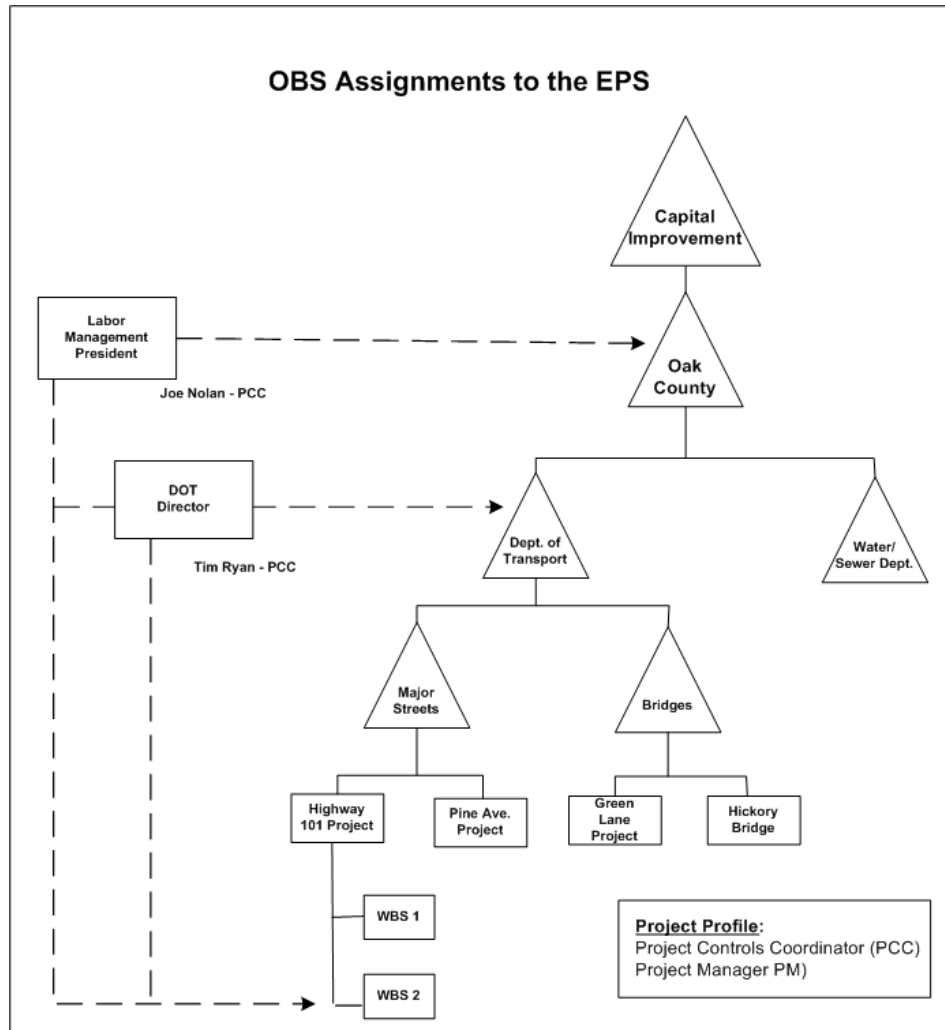 OBS Assignments to the EPS
Capital
Improvement
Labor
Management
President
Oak
County
Joe Nolan - PCC
DOT
Director
Dept. of
Transport
Water/
Sewer Dept.
Tim Ryan - PCC
Major
Streets
Bridges
Highway
101 Project
Pine Ave.
Project
Green
Lane
Project
Hickory
Bridge
WBS 1
WBS 2
Project Profile:
Project Controls Coordinator (PCC)
Project Manager PM)